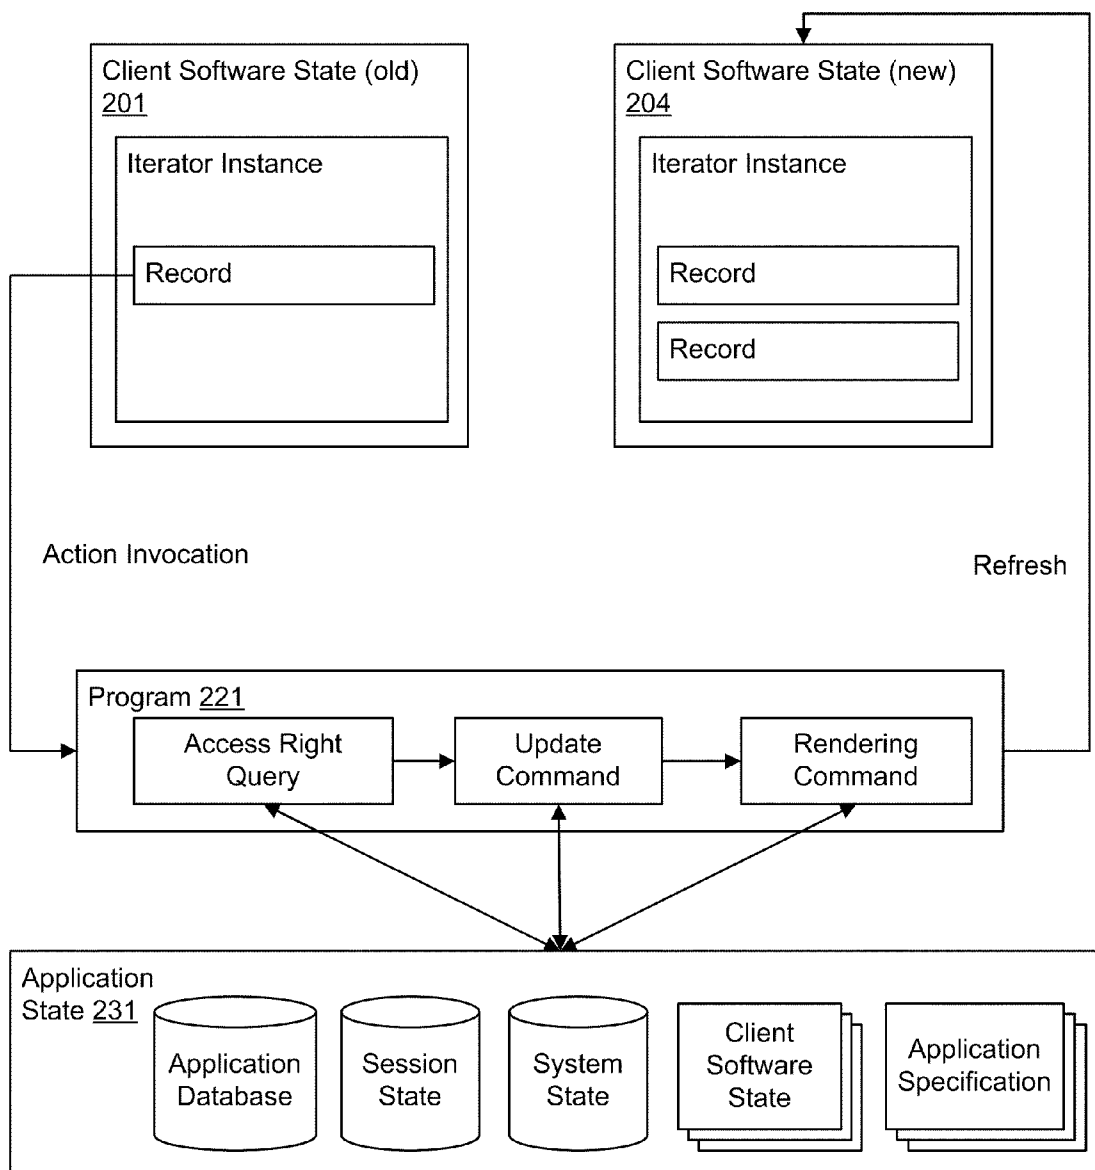 Client Software State (old)
201
Iterator Instance
Record
Client Software State (new)
204
Iterator Instance
Record
Record
Action Invocation
Refresh
Program 221
Access Right
Query
Update
Command
Rendering
Command
Application
State 231
Application
Database
Session
State
System
State
Client
Software
State
Application
Specification